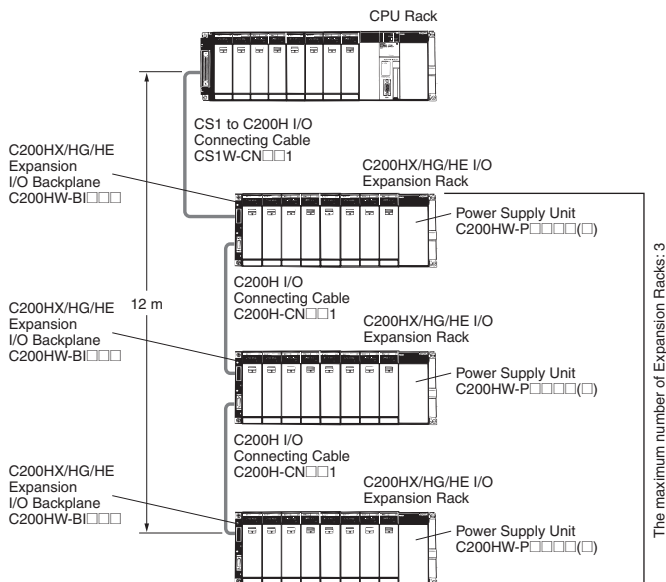 CPU Rack
CS1 to C200H I/O
Connecting Cable
CS1W-CN□□1
C200HX/HG/HE
Expansion
I/O Backplane
C200HW-BI□□□
C200HX/HG/HE I/O
Expansion Rack
Power Supply Unit
C200HW-P□□□□(□)
C200H I/O
Connecting Cable
C200H-CN□□1
12 m
C200HX/HG/HE
Expansion
I/O Backplane
C200HW-BI□□□
C200HX/HG/HE I/O
Expansion Rack
Power Supply Unit
C200HW-P□□□□(□)
C200H I/O
Connecting Cable
C200H-CN□□1
C200HX/HG/HE
Expansion
I/O Backplane
C200HW-BI□□□
C200HX/HG/HE I/O
Expansion Rack
Power Supply Unit
C200HW-P□□□□(□)
The maximum number of Expansion Racks: 3